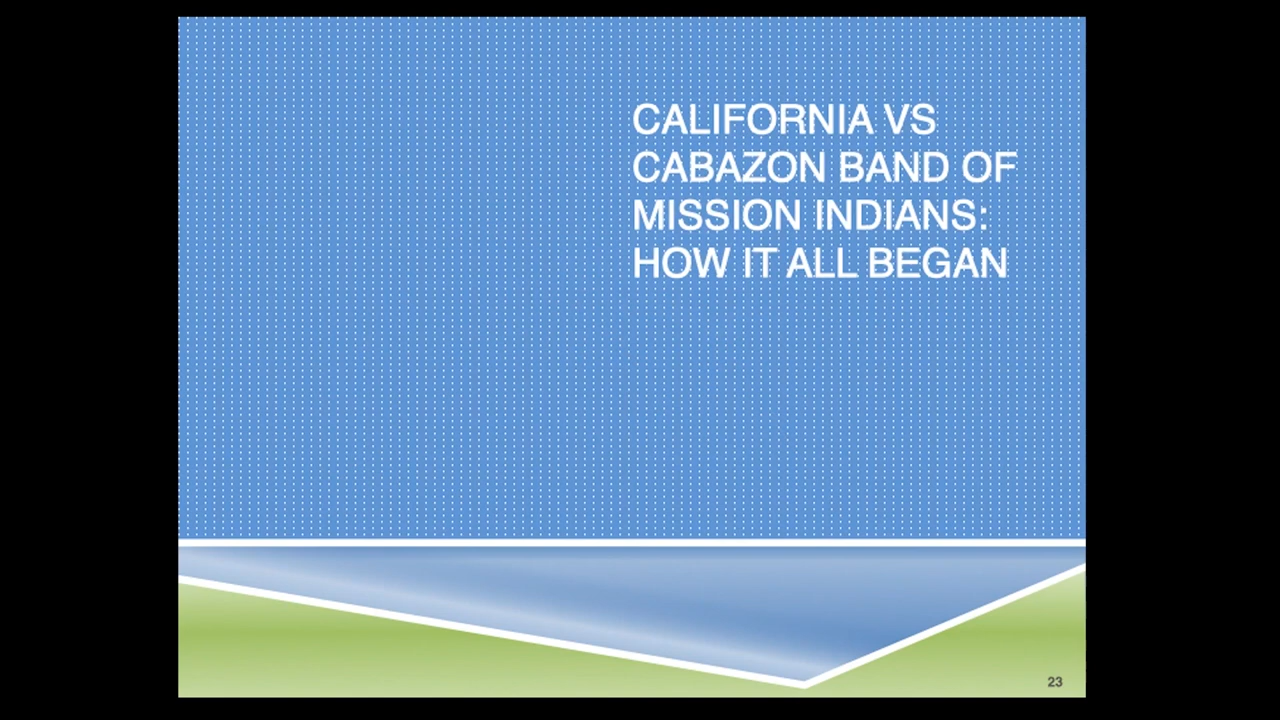 CALIFORNIA VS
CABAZON BAND OF
MISSION INDIANS:
HOW IT ALL BEGAN
23